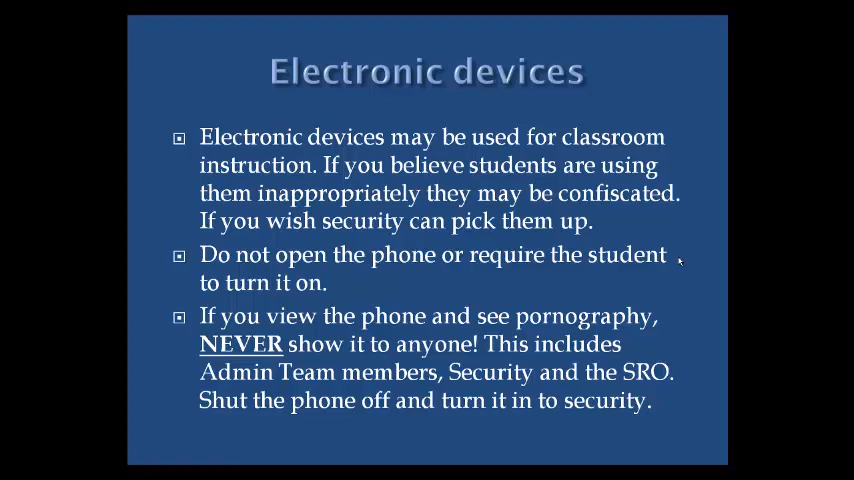 Electronic devices
Electronic devices may be used for classroom
instruction. If you believe students are using
them inappropriately they may be confiscated.
If you wish security can pick them up.
Do not open the phone or require the student
to turn it on.
If you view the phone and see pornography,
NEVER show it to anyone! This includes
Admin Team members, Security and the SRO.
Shut the phone off and turn it in to security.